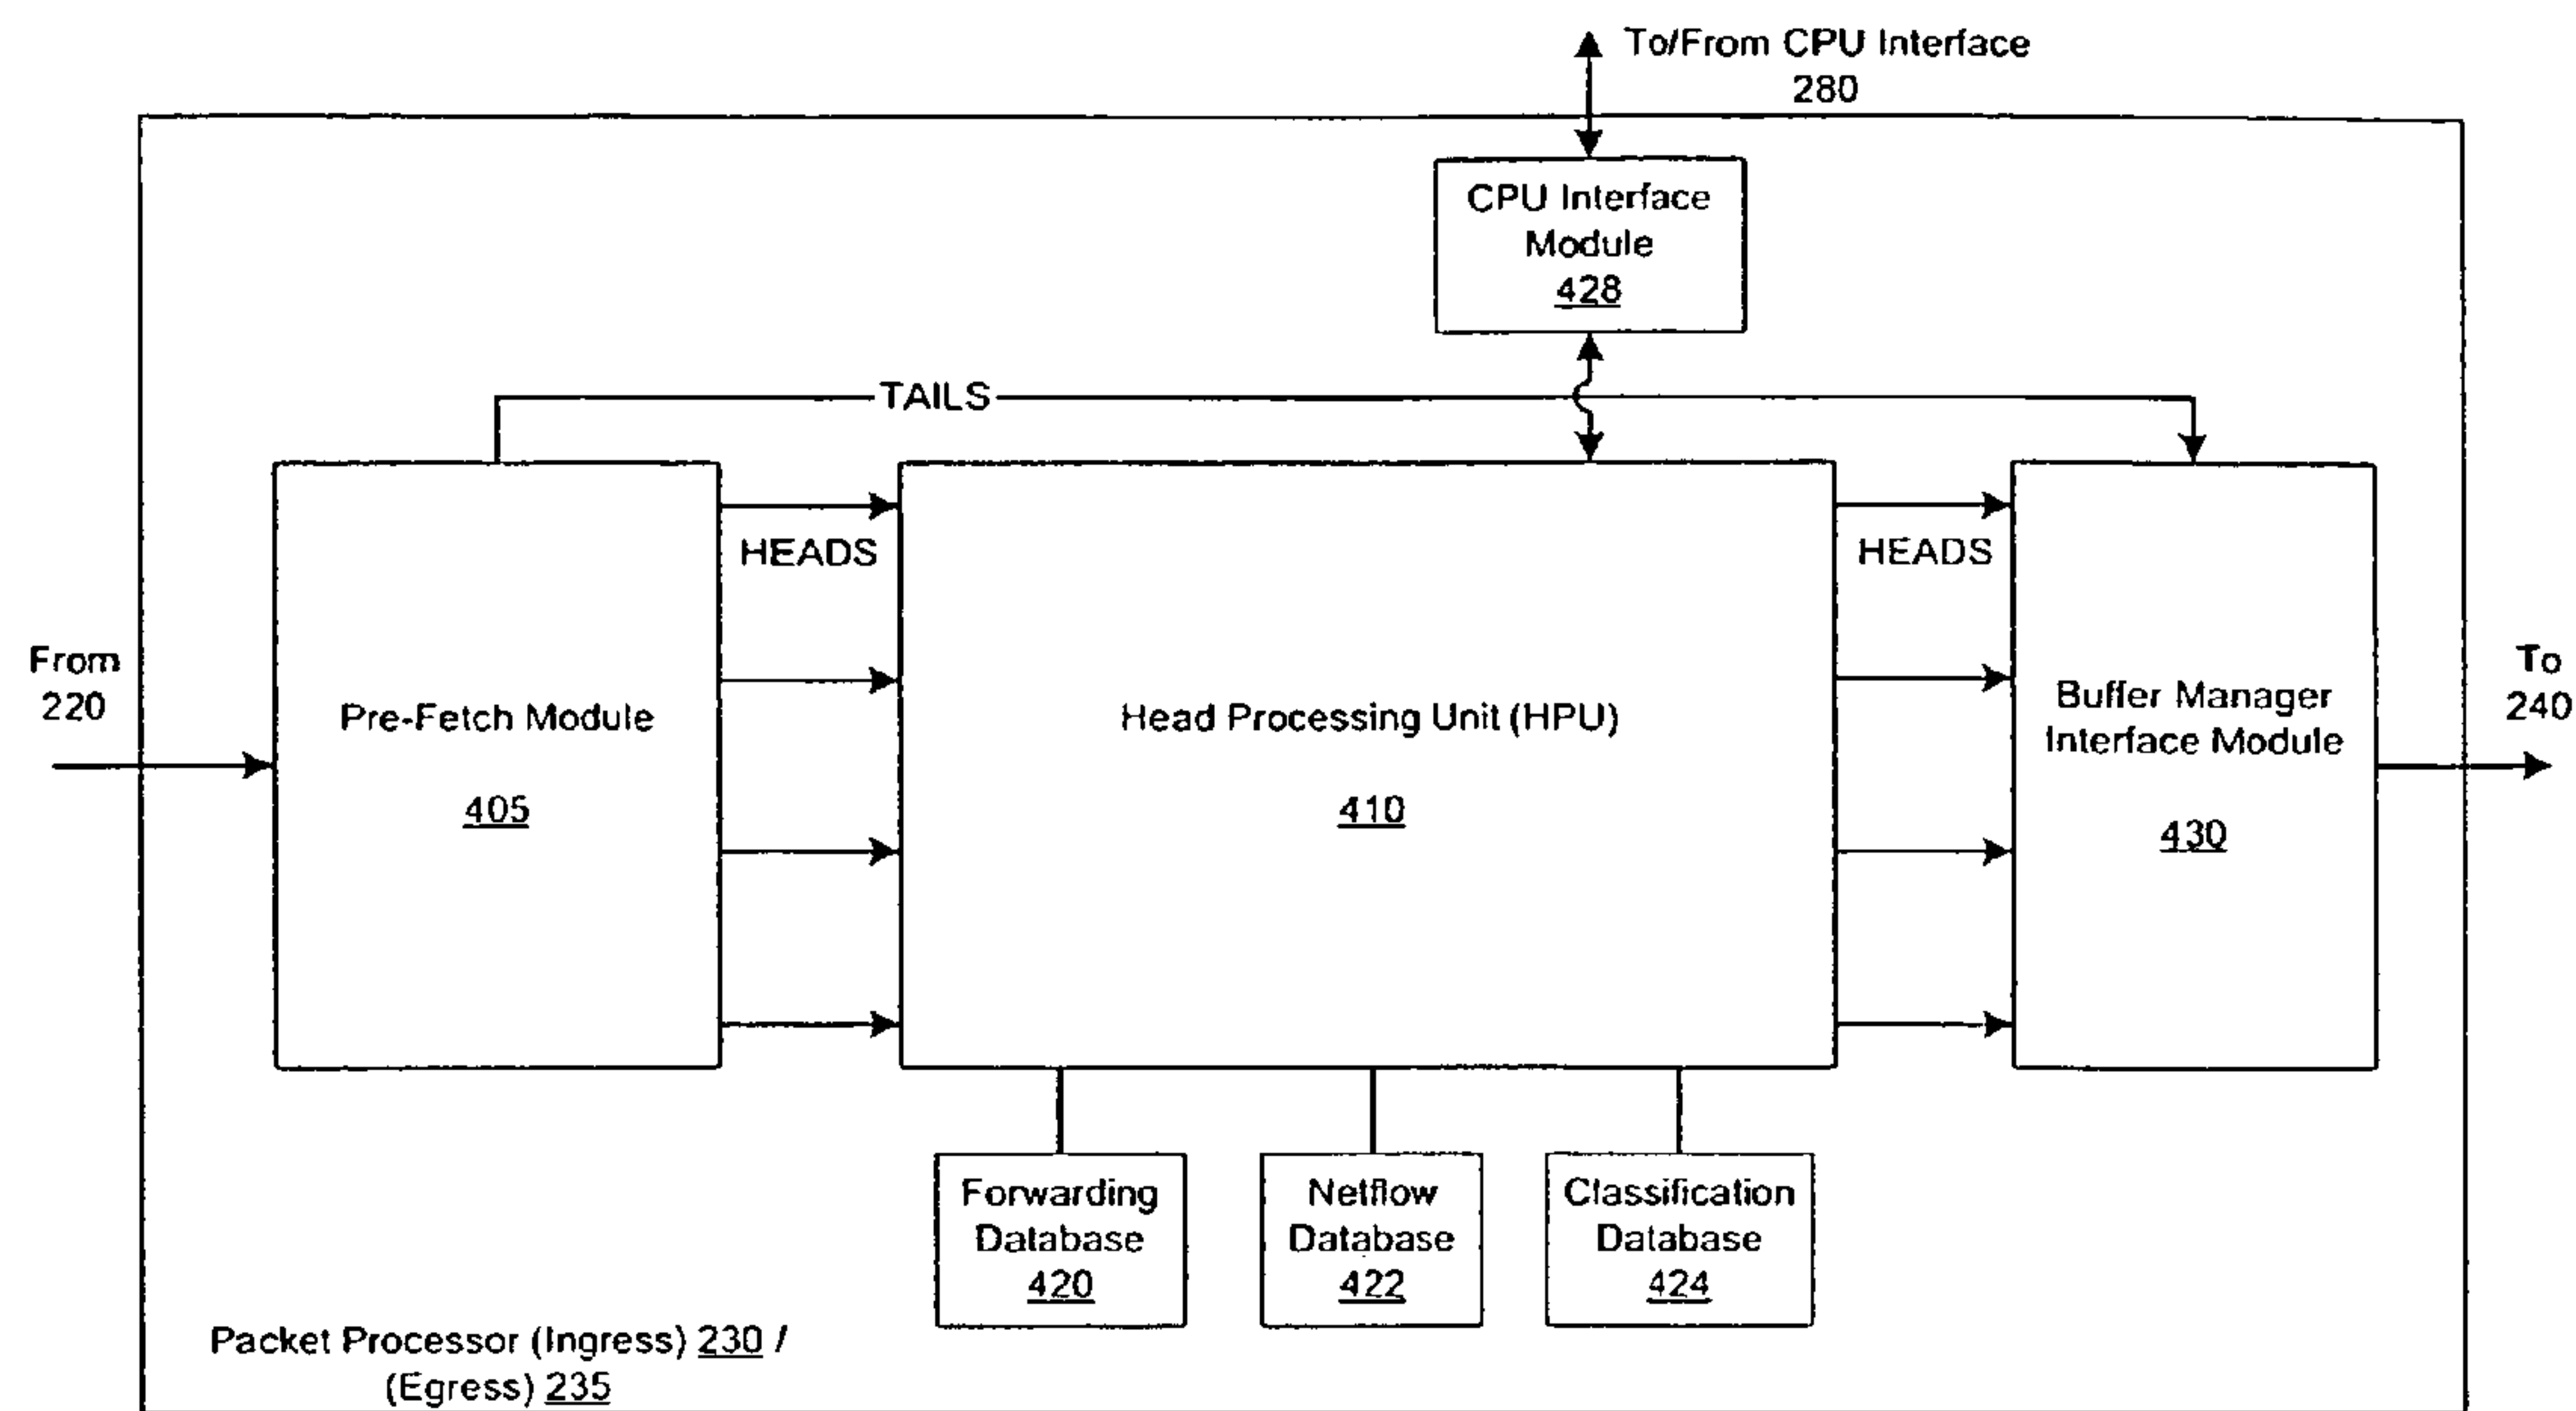 To/From CPU Interface
280
CPU Interface
Module
428
TAILS
HEADS
HEADS
From
220
To
240
Pre-Fetch Module
405
Head Processing Unit (HPU)
410
Buffer Manager
Interface Module
430
Forwarding
Database
420
Netflow
Database
422
Classification
Database
424
Packet Processor (Ingress) 230 /
(Egress) 235